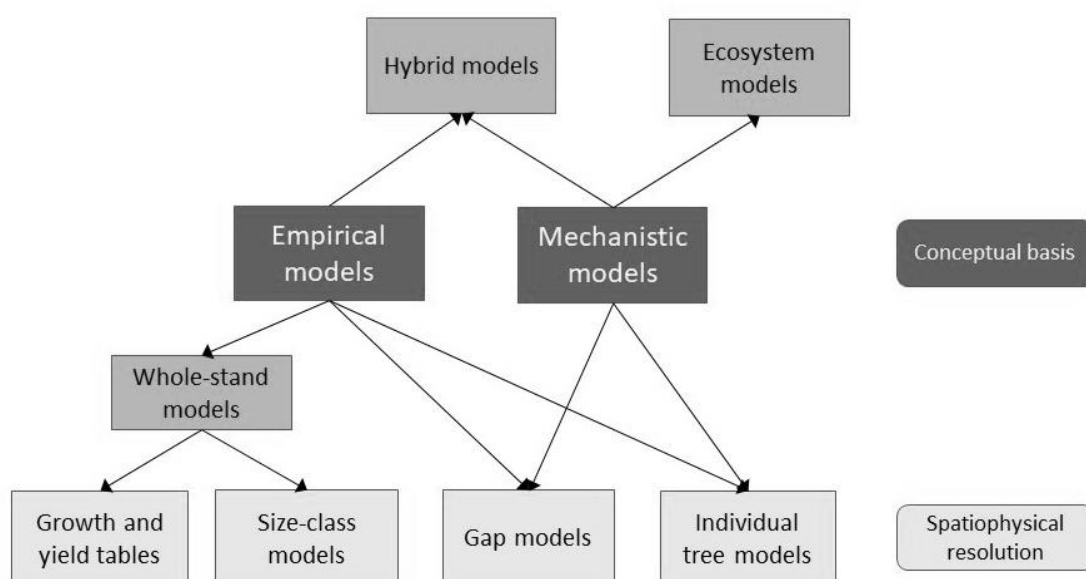 Hybrid models
Ecosystem
models
Empirical
models
Mechanistic
models
Conceptual basis
Whole-stand
models
Growth and
yield tables
Size-class
models
Gap models
Individual
tree models
Spatiophysical
resolution